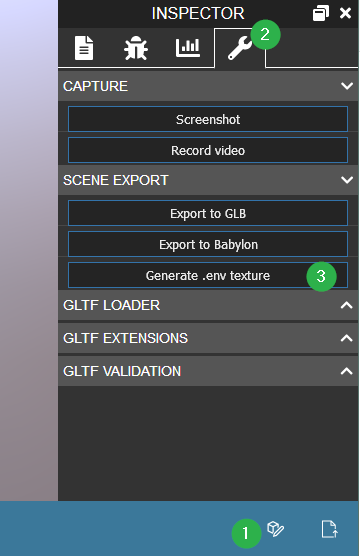 INSPECTOR
2
CAPTURE
Screenshot
Record video
SCENE EXPORT
Export to GLB
Export to Babylon
Generate .env texture
3
GLTF LOADER
GLTF EXTENSIONS
GLTF VALIDATION
1